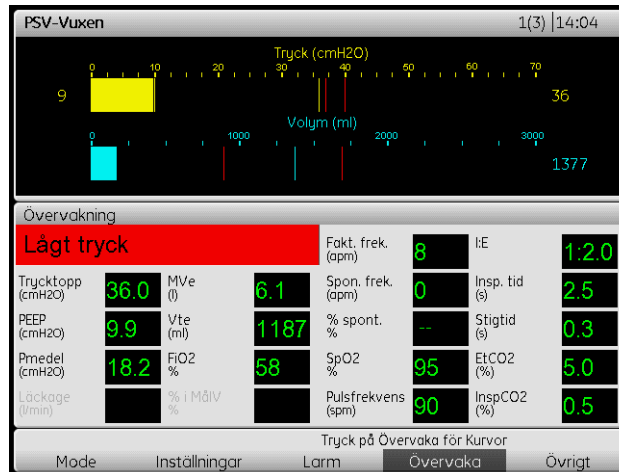 PSV-Vuxen 1(3) 14:04
Tryck (cmH2O)
0 10 20 30 40 50 60 70
9 36
Volym (ml)
0 1000 2000 3000
1377
Övervakning
Lågt tryck
Fakt. frek. (apm) 8 I:E 1:2.0
Trycktopp (cmH2O) 36.0 MVe (l) 6.1 Spon. frek. (apm) 0 Insp. tid (s) 2.5
PEEP (cmH2O) 9.9 Vte (ml) 1187 % spont. % -- Stigtid (s) 0.3
Pmedel (cmH2O) 18.2 FiO2 % 58 SpO2 % 95 EtCO2 (%) 5.0
Läckage (l/min) % i MålV % Pulsfrekvens (spm) 90 InspCO2 (%) 0.5
Tryck på Övervaka för Kurvor
Mode Inställningar Larm Övervaka Övrigt